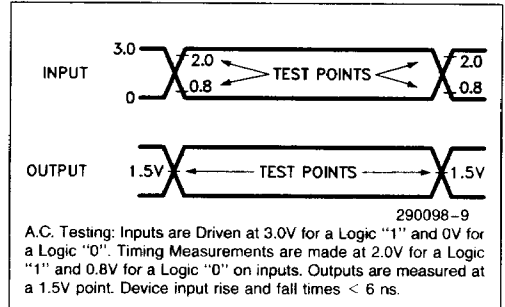 3.0
INPUT
2.0
TEST POINTS
2.0
0.8
0.8
0
OUTPUT
1.5V
TEST POINTS
1.5V
290098-9
A.C. Testing: Inputs are Driven at 3.0V for a Logic "1" and 0V for
a Logic "0". Timing Measurements are made at 2.0V for a Logic
"1" and 0.8V for a Logic "0" on inputs. Outputs are measured at
a 1.5V point. Device input rise and fall times < 6 ns.